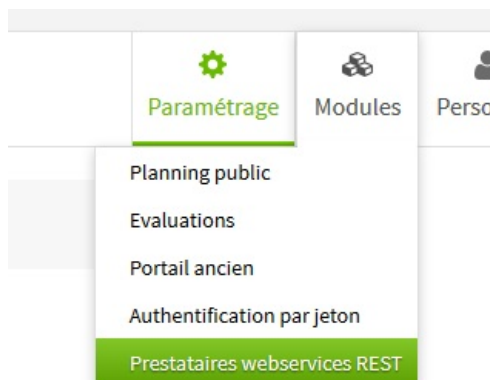 Paramétrage Modules
Planning public
Evaluations
Portail ancien
Authentification par jeton
Prestataires webservices REST